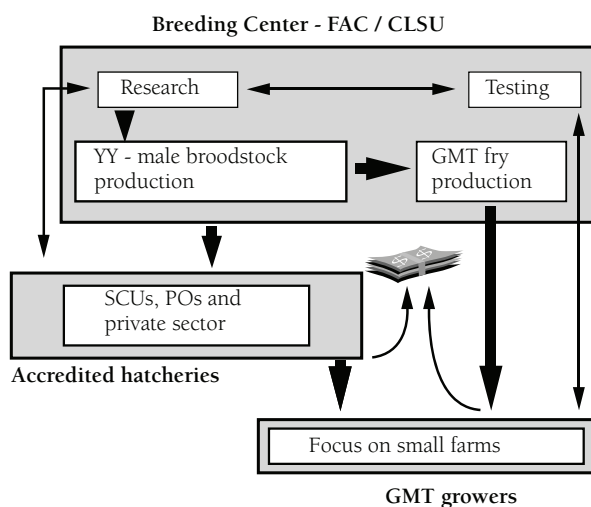 Breeding Center - FAC / CLSU
Research
Testing
YY - male broodstock
production
GMT fry
production
$ $
SCUs, POs and
private sector
Accredited hatcheries
Focus on small farms
GMT growers